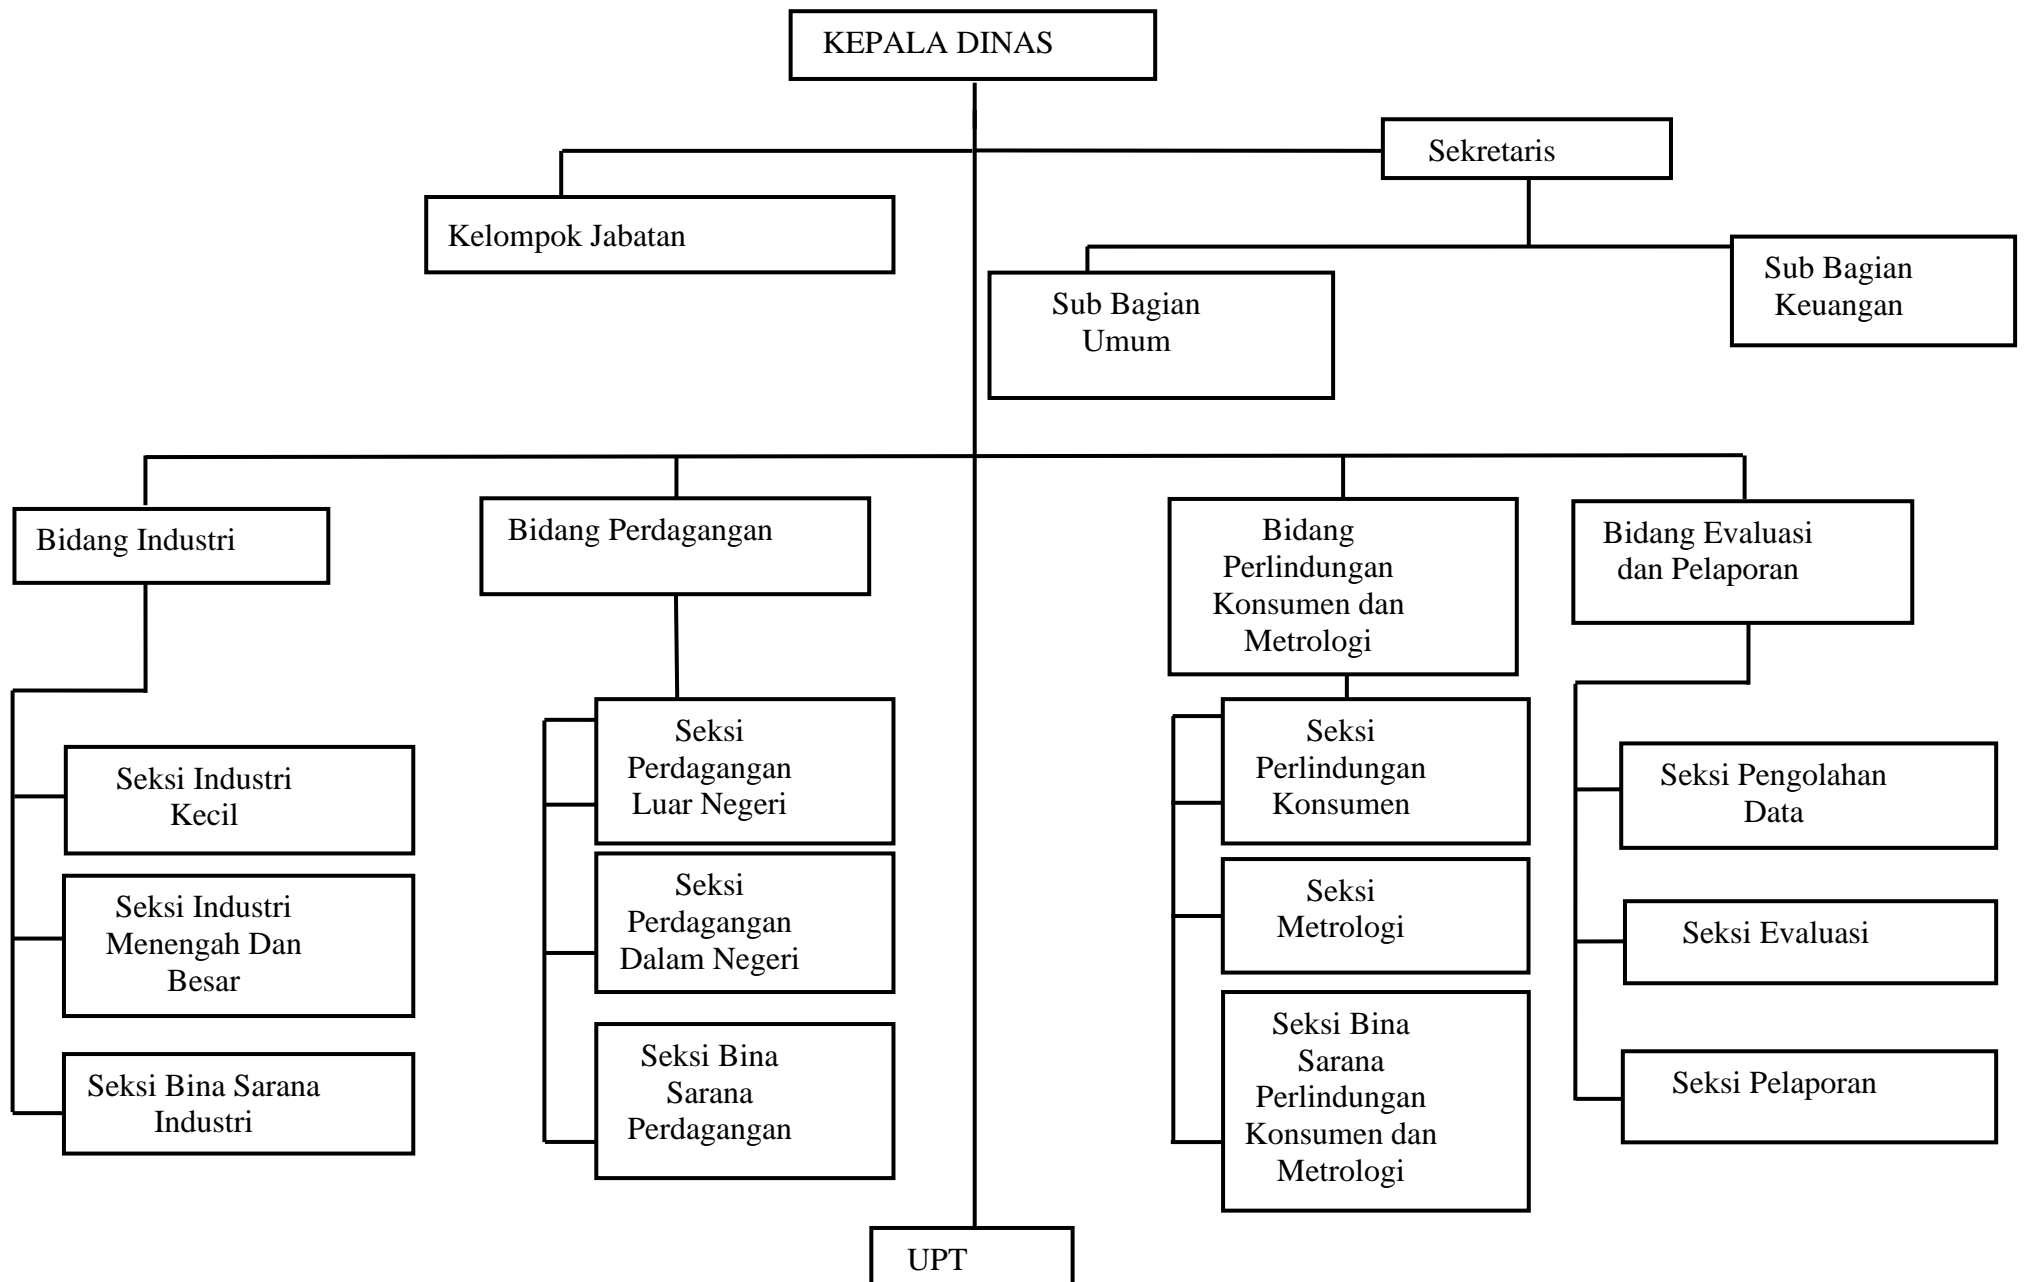 KEPALA DINAS
Sekretaris
Kelompok Jabatan
Sub Bagian
Keuangan
Sub Bagian
Umum
Bidang Industri
Bidang Perdagangan
Bidang
Perlindungan
Konsumen dan
Metrologi
Bidang Evaluasi
dan Pelaporan
Seksi Industri
Kecil
Seksi Industri
Menengah Dan
Besar
Seksi Bina Sarana
Industri
Seksi
Perdagangan
Luar Negeri
Seksi
Perdagangan
Dalam Negeri
Seksi Bina
Sarana
Perdagangan
Seksi
Perlindungan
Konsumen
Seksi
Metrologi
Seksi Bina
Sarana
Perlindungan
Konsumen dan
Metrologi
Seksi Pengolahan
Data
Seksi Evaluasi
Seksi Pelaporan
UPT